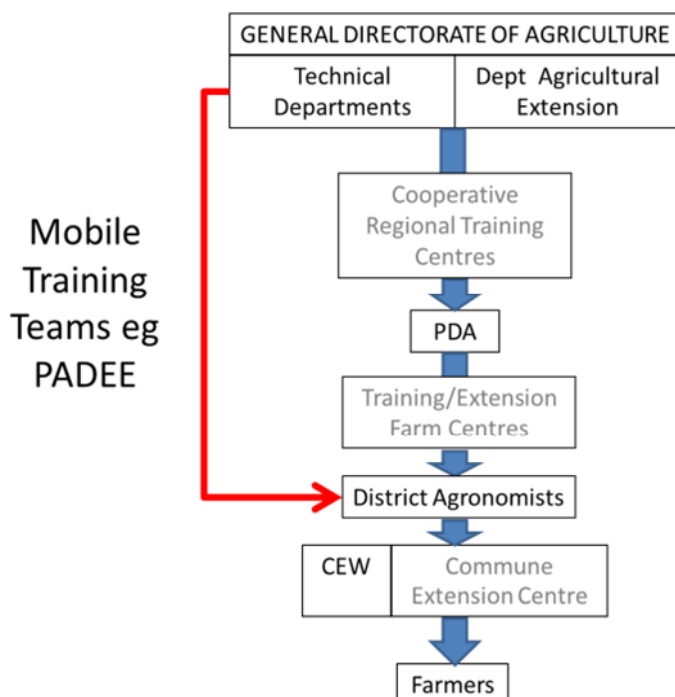 GENERAL DIRECTORATE OF AGRICULTURE
Technical
Departments
Dept Agricultural
Extension
Cooperative
Regional Training
Centres
Mobile
Training
Teams eg
PADEE
PDA
Training/Extension
Farm Centres
District Agronomists
CEW
Commune
Extension Centre
Farmers